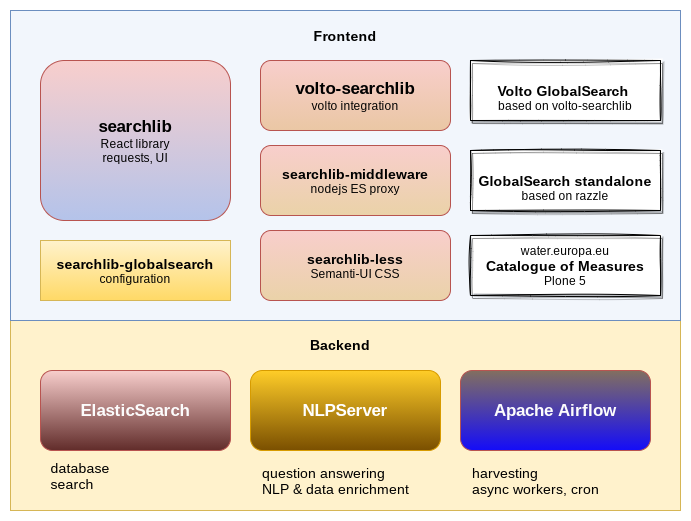 Frontend
searchlib
React library
requests, UI
volto-searchlib
volto integration
Volto GlobalSearch
based on volto-searchlib
searchlib-middleware
nodejs ES proxy
GlobalSearch standalone
based on razzle
searchlib-globalsearch
configuration
searchlib-less
Semanti-UI CSS
water.europa.eu
Catalogue of Measures
Plone 5
Backend
ElasticSearch
NLPServer
Apache Airflow
database
search
question answering
NLP & data enrichment
harvesting
async workers, cron